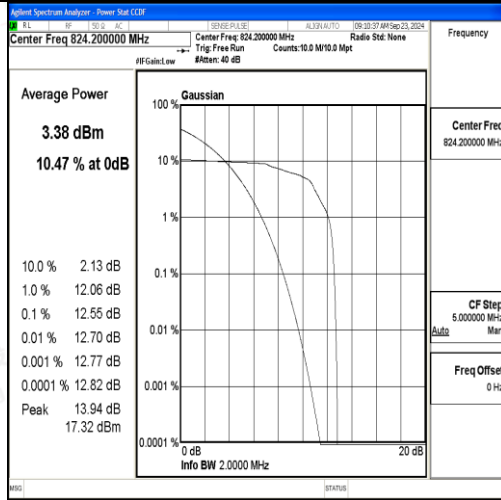 Agilent Spectrum Analyzer - Power Stat CCDF
RL RF 50 Ω AC SENSE:PULSE ALIGN AUTO 09:10:37 AM Sep 23, 2024
Center Freq 824.200000 MHz
Center Freq: 824.200000 MHz Radio Std: None
Trig: Free Run Counts:10.0 M/10.0 Mpt
#IFGain:Low #Atten: 40 dB
Frequency
Average Power
3.38 dBm
10.47 % at 0dB
10.0 % 2.13 dB
1.0 % 12.06 dB
0.1 % 12.55 dB
0.01 % 12.70 dB
0.001 % 12.77 dB
0.0001 % 12.82 dB
Peak 13.94 dB
17.32 dBm
Gaussian
100 %
10 %
1 %
0.1 %
0.01 %
0.001 %
0.0001 %
0 dB 20 dB
Info BW 2.0000 MHz
Center Freq
824.200000 MHz
CF Step
5.000000 MHz
Auto Man
Freq Offset
0 Hz
MSG STATUS